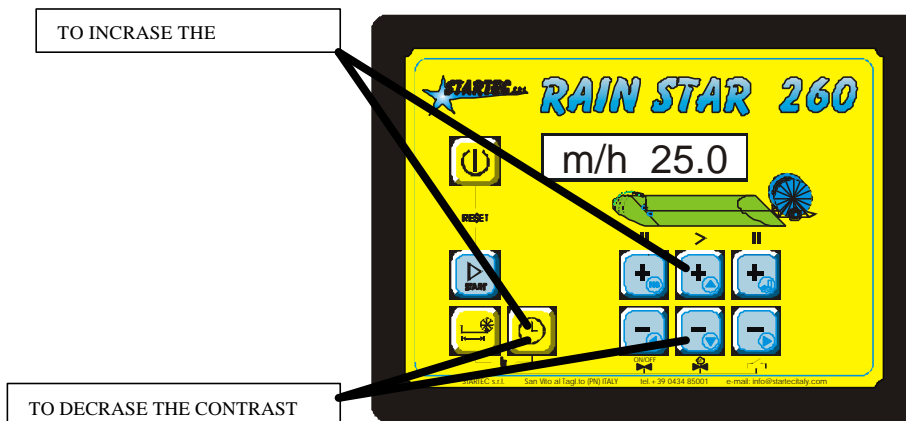 TO INCRASE THE
STARTEC s.r.l.
RAIN STAR 260
m/h 25.0
RESET
START
ON/OFF
STARTEC s.r.l. San Vito al Tagl.to (PN) ITALY tel.+39 0434 85001 e-mail: info@startecitaly.com
TO DECRASE THE CONTRAST